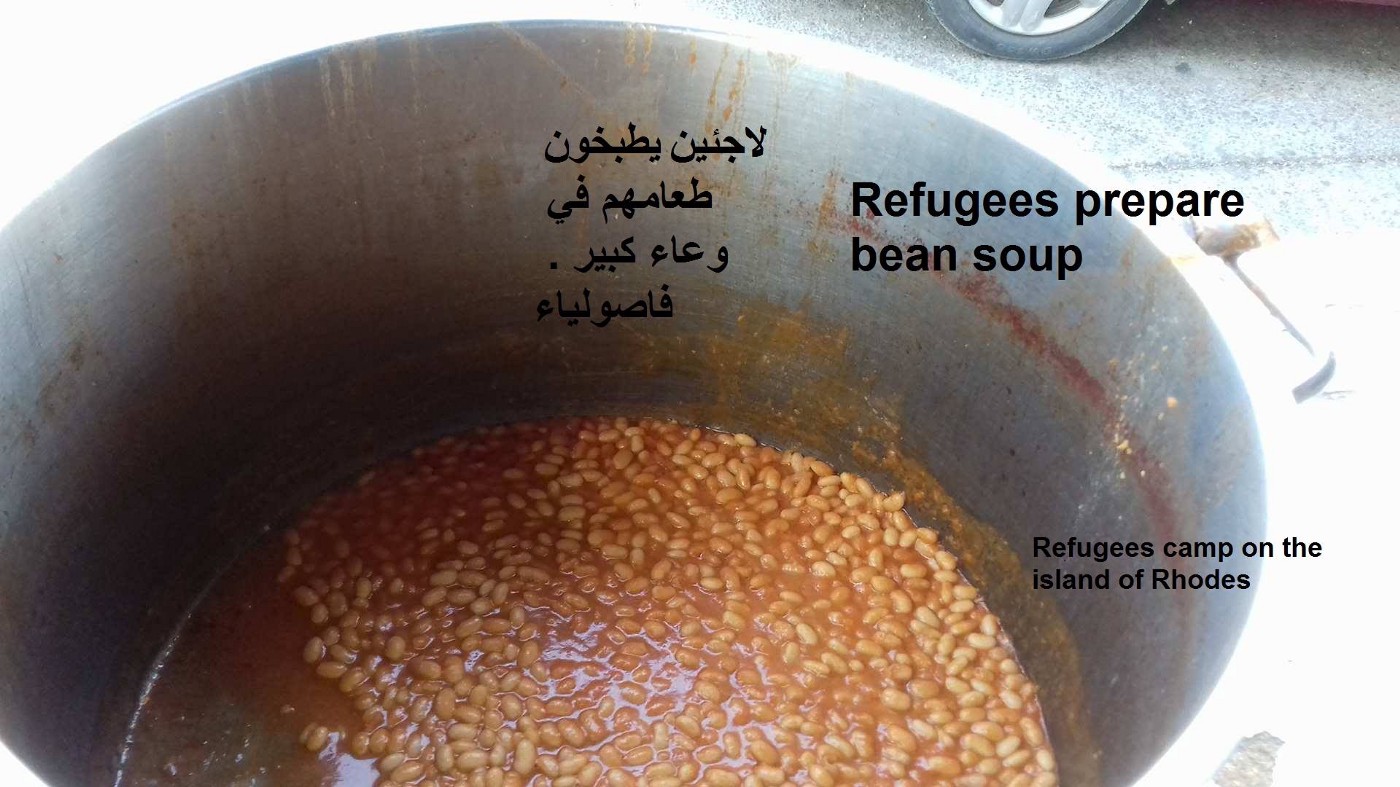 لاجئين يطبخون
طعامهم في
وعاء كبير .
فاصولياء
Refugees prepare
bean soup
Refugees camp on the
island of Rhodes